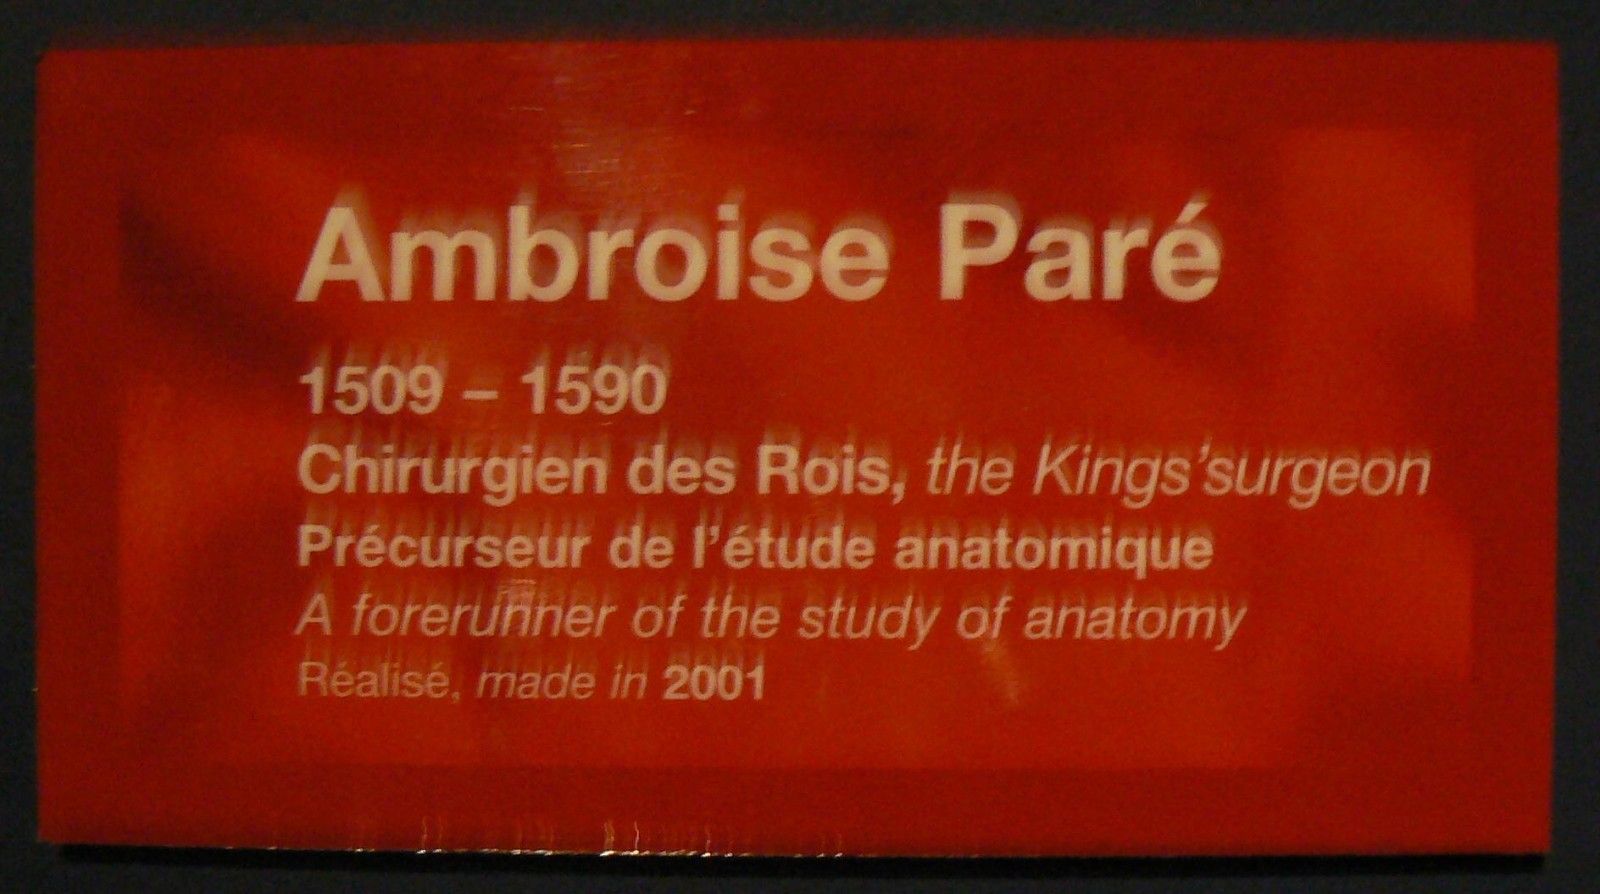 Ambroise Paré
1509 – 1590
Chirurgien des Rois, the Kings'surgeon
Précurseur de l'étude anatomique
A forerunner of the study of anatomy
Réalisé, made in 2001